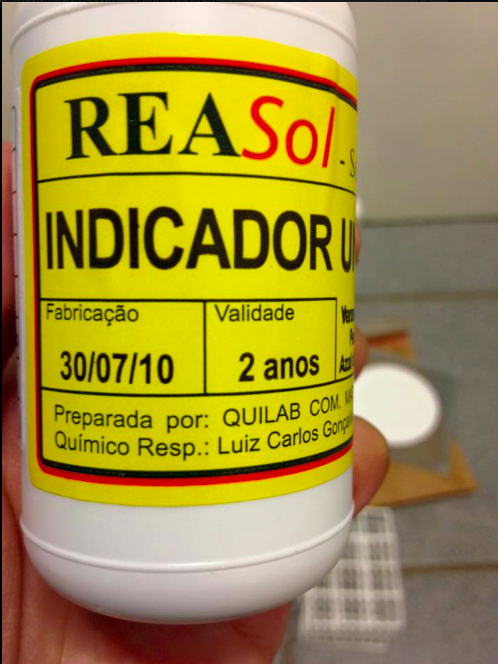 REASol - S
INDICADOR U
Fabricação
Validade
30/07/10
2 anos
Preparada por: QUILAB COM.
Químico Resp.: Luiz Carlos